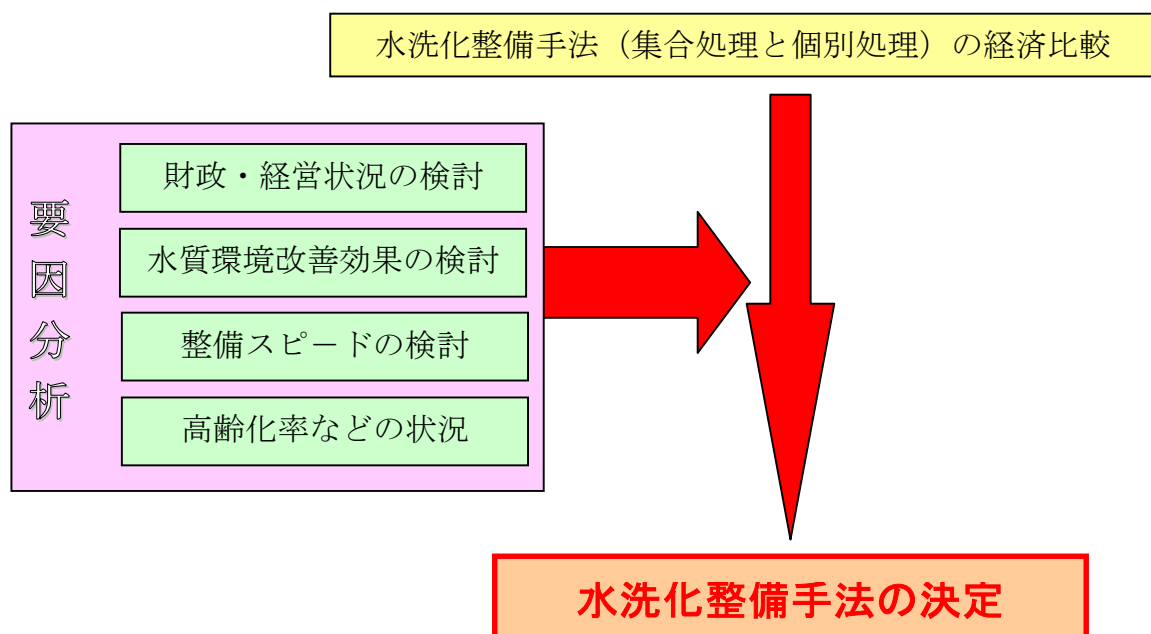 水洗化整備手法（集合処理と個別処理）の経済比較
要因分析
財政・経営状況の検討
水質環境改善効果の検討
整備スピードの検討
高齢化率などの状況
水洗化整備手法の決定